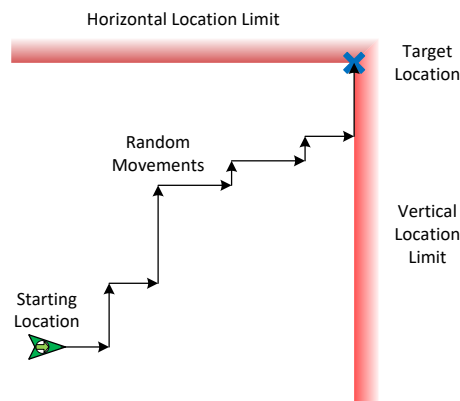 Horizontal Location Limit
Target
Location
Random
Movements
Vertical
Location
Limit
Starting
Location